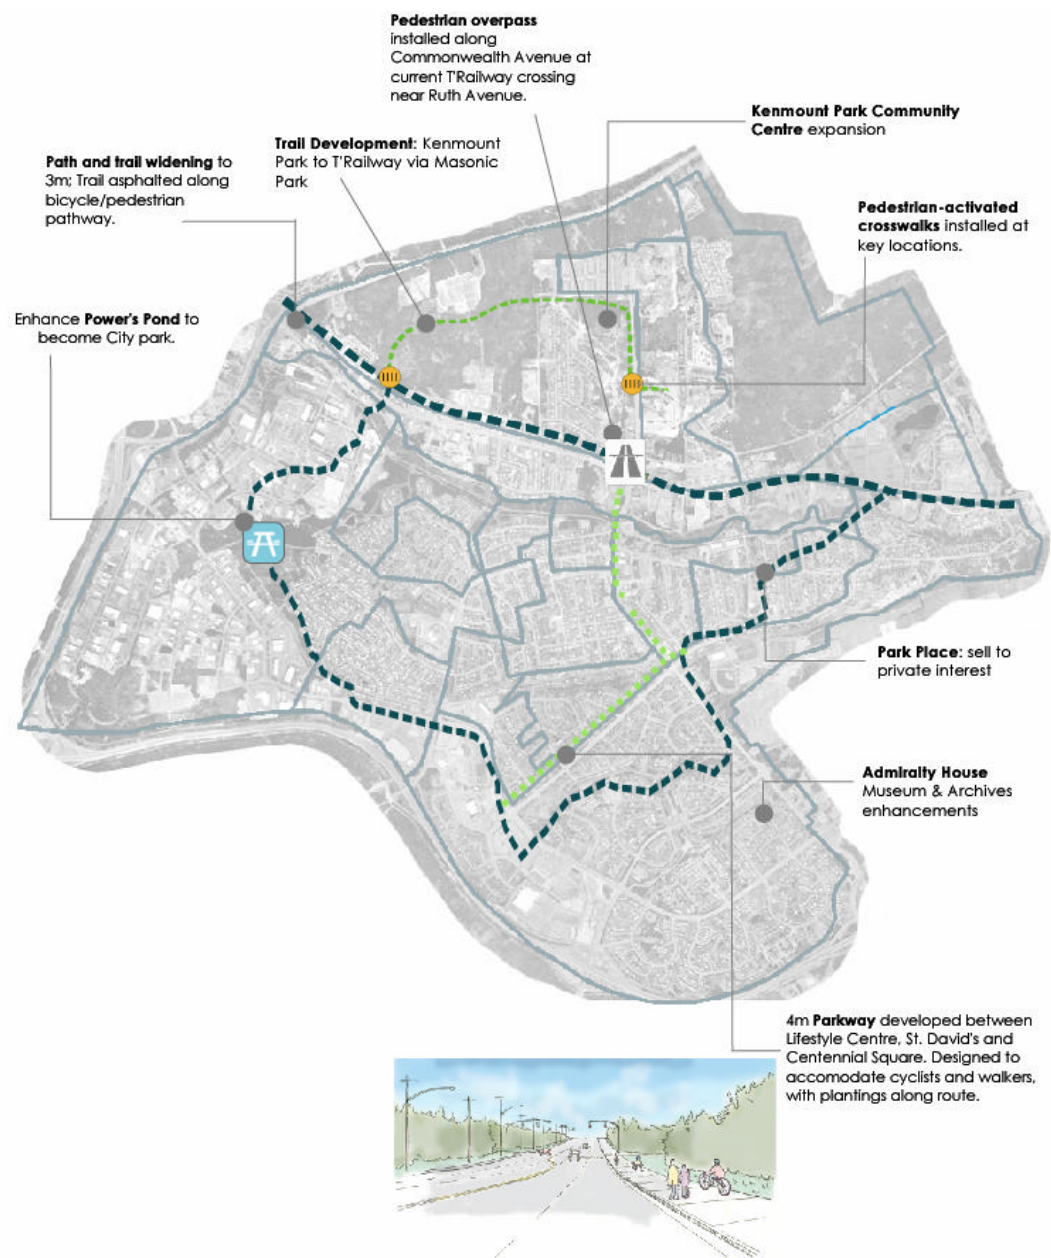 Pedestrian overpass
installed along
Commonwealth Avenue at
current T'Railway crossing
near Ruth Avenue.
Kenmount Park Community
Centre expansion
Trail Development: Kenmount
Park to T'Railway via Masonic
Park
Path and trail widening to
3m; Trail asphalted along
bicycle/pedestrian
pathway.
Pedestrian-activated
crosswalks installed at
key locations.
Enhance Power's Pond to
become City park.
Park Place: sell to
private interest
Admiralty House
Museum & Archives
enhancements
4m Parkway developed between
Lifestyle Centre, St. David's and
Centennial Square. Designed to
accomodate cyclists and walkers,
with plantings along route.